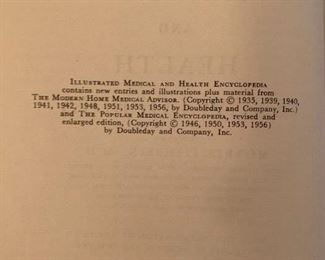 Illustrated Medical and Health Encyclopedia
contains new entries and illustrations plus material from
The Modern Home Medical Advisor. (Copyright © 1935, 1939, 1940,
1941, 1942, 1948, 1951, 1953, 1956, by Doubleday and Company, Inc.)
and The Popular Medical Encyclopedia, revised and
enlarged edition, (Copyright © 1946, 1950, 1953, 1956)
by Doubleday and Company, Inc.